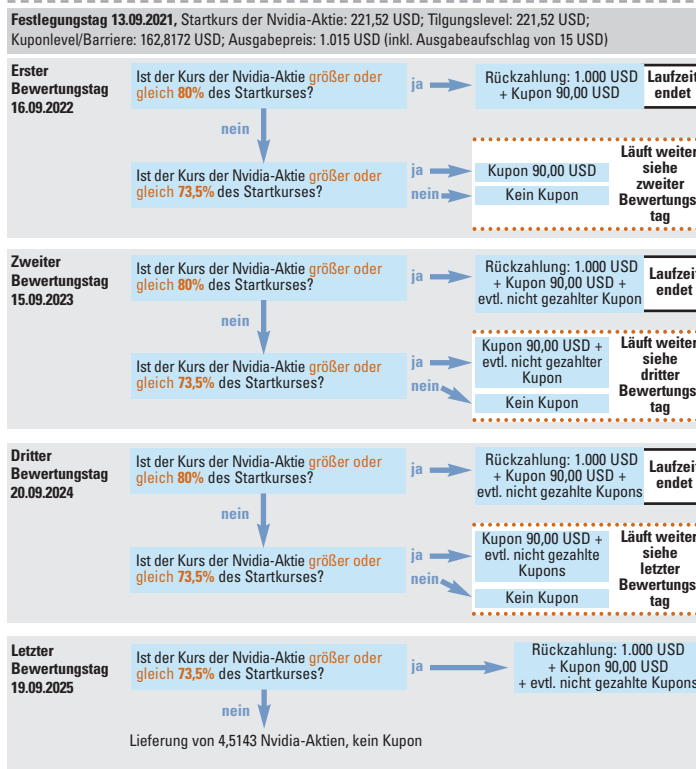 Festlegungstag 13.09.2021, Startkurs der Nvidia-Aktie: 221,52 USD; Tilgungslevel: 221,52 USD;
Kuponlevel/Barriere: 162,8172 USD; Ausgabepreis: 1.015 USD (inkl. Ausgabeaufschlag von 15 USD)
Erster
Bewertungstag
16.09.2022
Ist der Kurs der Nvidia-Aktie größer oder
gleich 80% des Startkurses?
ja
Rückzahlung: 1.000 USD
+ Kupon 90,00 USD
Laufzeit
endet
nein
Ist der Kurs der Nvidia-Aktie größer oder
gleich 73,5% des Startkurses?
ja
Kupon 90,00 USD
nein
Kein Kupon
Läuft weiter
siehe
zweiter
Bewertungs
tag
Zweiter
Bewertungstag
15.09.2023
Ist der Kurs der Nvidia-Aktie größer oder
gleich 80% des Startkurses?
ja
Rückzahlung: 1.000 USD
+ Kupon 90,00 USD +
evtl. nicht gezahlter Kupon
Laufzeit
endet
nein
Ist der Kurs der Nvidia-Aktie größer oder
gleich 73,5% des Startkurses?
ja
Kupon 90,00 USD +
evtl. nicht gezahlter
Kupon
nein
Kein Kupon
Läuft weiter
siehe
dritter
Bewertungs
tag
Dritter
Bewertungstag
20.09.2024
Ist der Kurs der Nvidia-Aktie größer oder
gleich 80% des Startkurses?
ja
Rückzahlung: 1.000 USD
+ Kupon 90,00 USD +
evtl. nicht gezahlte Kupons
Laufzeit
endet
nein
Ist der Kurs der Nvidia-Aktie größer oder
gleich 73,5% des Startkurses?
ja
Kupon 90,00 USD +
evtl. nicht gezahlte
Kupons
nein
Kein Kupon
Läuft weiter
siehe
letzter
Bewertungs
tag
Letzter
Bewertungstag
19.09.2025
Ist der Kurs der Nvidia-Aktie größer oder
gleich 73,5% des Startkurses?
ja
Rückzahlung: 1.000 USD
+ Kupon 90,00 USD
+ evtl. nicht gezahlte Kupons
nein
Lieferung von 4,5143 Nvidia-Aktien, kein Kupon